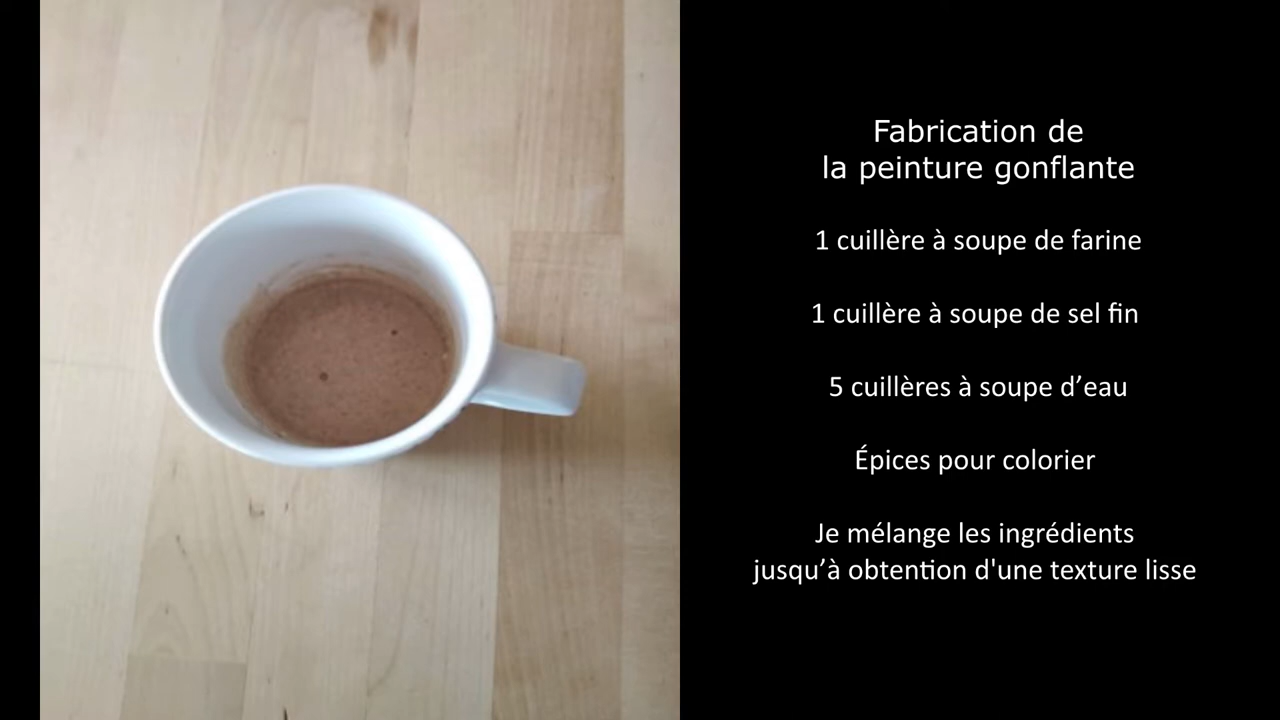 Fabrication de
la peinture gonflante
1 cuillère à soupe de farine
1 cuillère à soupe de sel fin
5 cuillères à soupe d’eau
Épices pour colorier
Je mélange les ingrédients
jusqu’à obtention d'une texture lisse